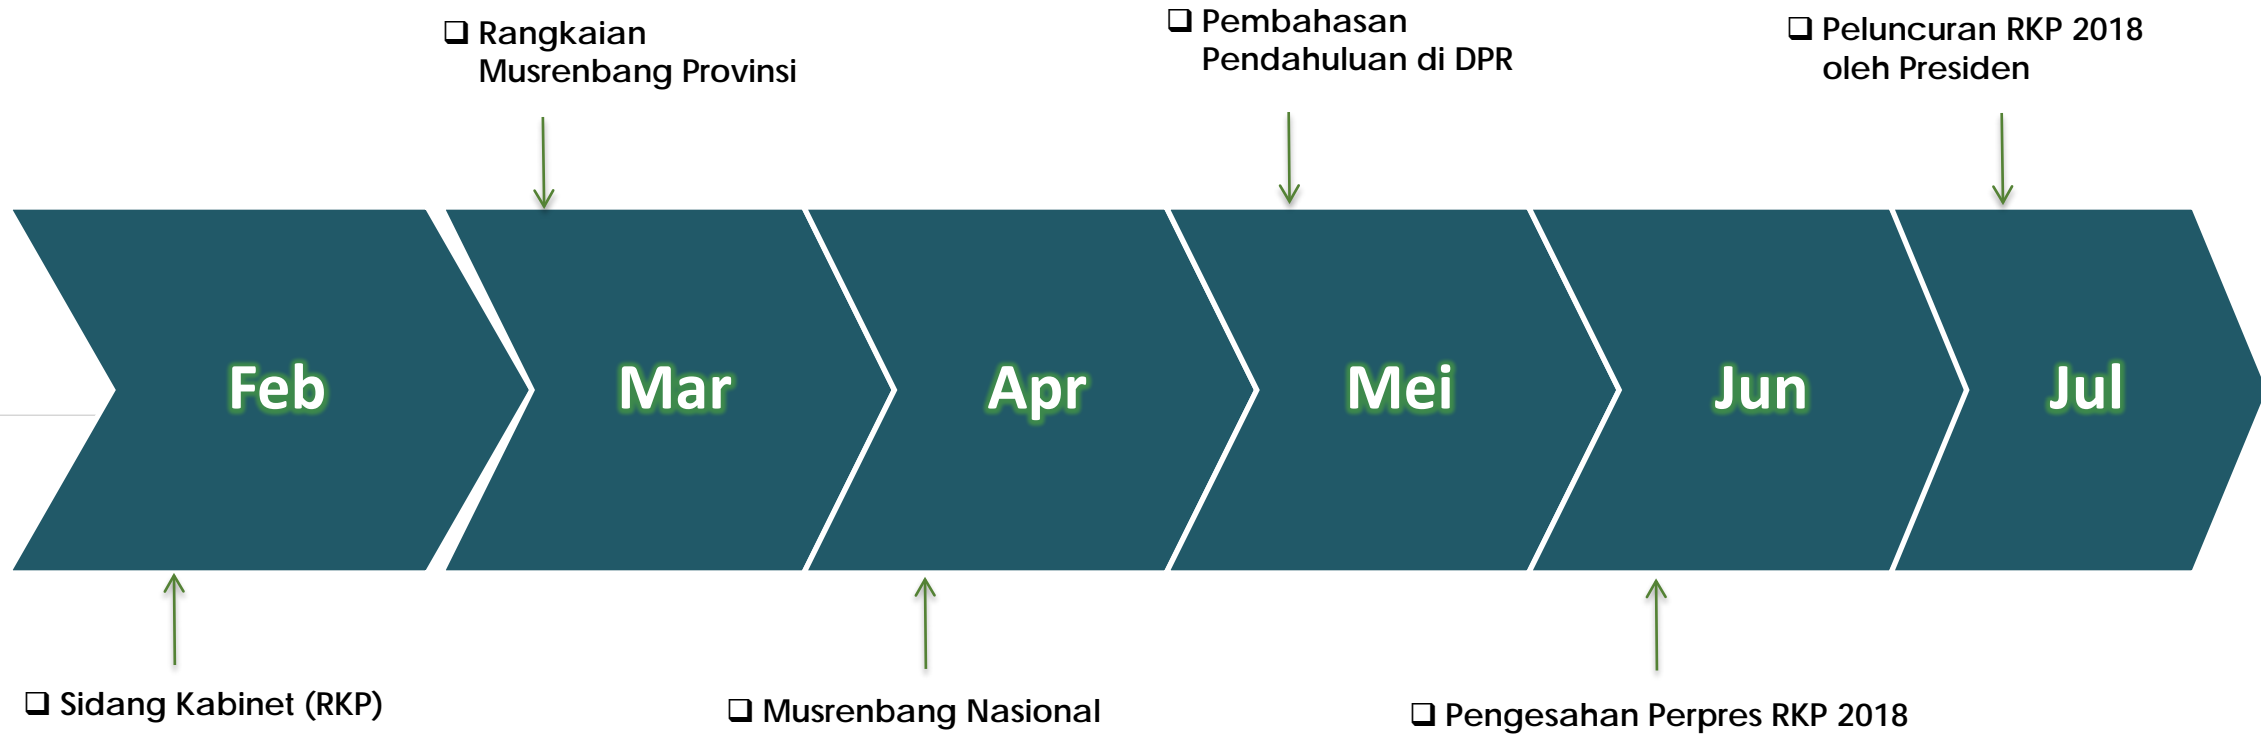 ❑ Rangkaian
Musrenbang Provinsi
❑ Pembahasan
Pendahuluan di DPR
❑ Peluncuran RKP 2018
oleh Presiden
Feb
Mar
Apr
Mei
Jun
Jul
❑ Sidang Kabinet (RKP)
❑ Musrenbang Nasional
❑ Pengesahan Perpres RKP 2018